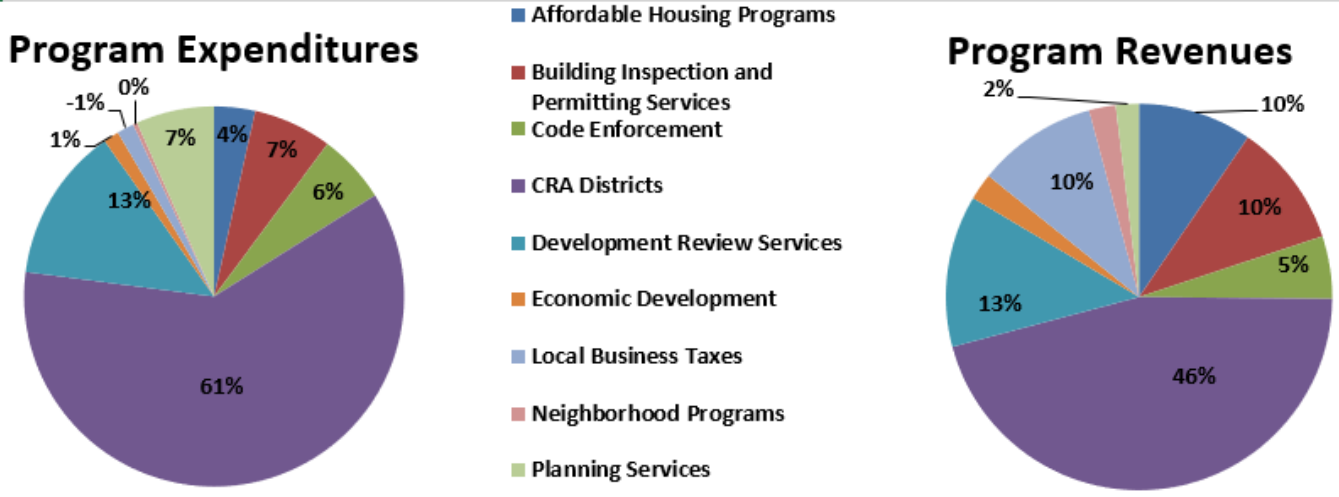 Program Expenditures
0%
-1%
1%
7%
4%
7%
6%
13%
61%
Affordable Housing Programs
Building Inspection and
Permitting Services
Code Enforcement
CRA Districts
Development Review Services
Economic Development
Local Business Taxes
Neighborhood Programs
Planning Services
Program Revenues
2%
10%
10%
10%
5%
13%
46%